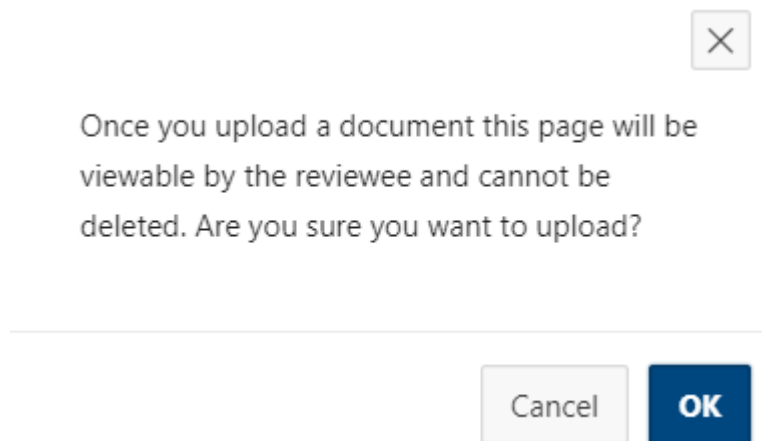 Once you upload a document this page will be
viewable by the reviewee and cannot be
deleted. Are you sure you want to upload?
Cancel OK